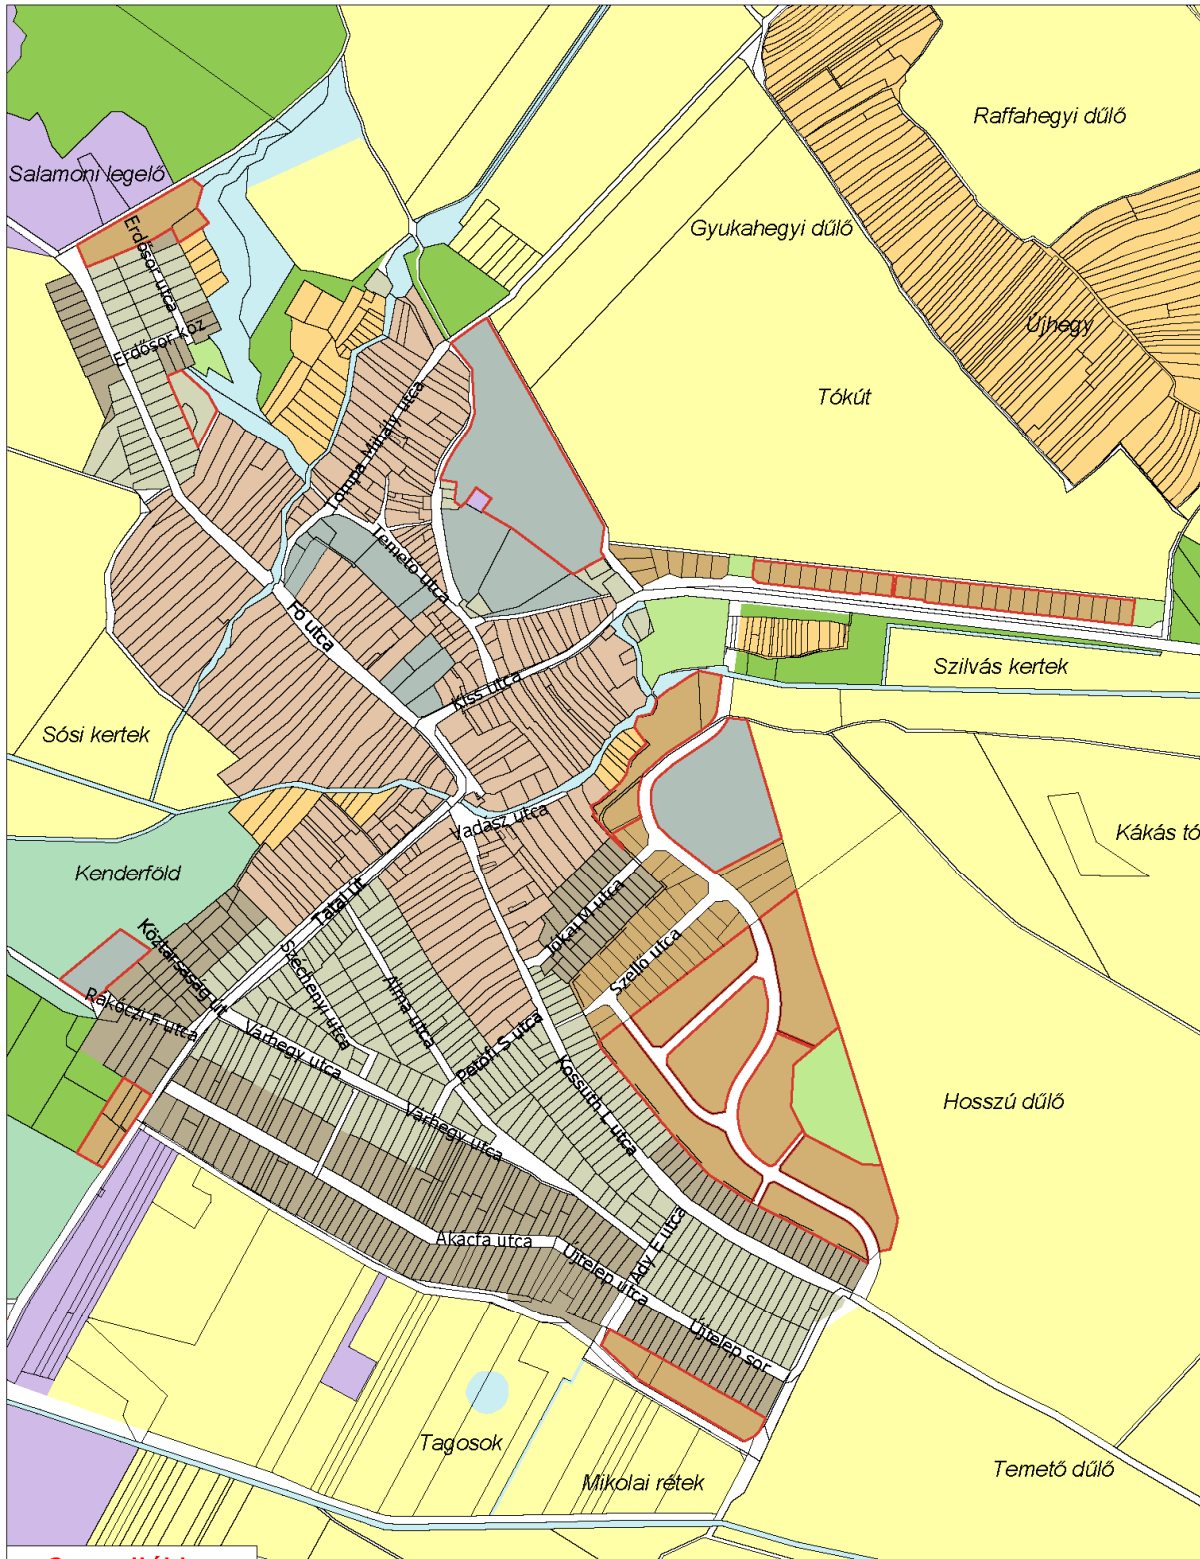 Raffahegyi dűlő
Salamoni legelő
Gyukahegyi dűlő
Erdősor utca
Újhegy
Erdősor köz
Tókút
Tompa Mihály utca
Temető utca
Fő utca
Szilvás kertek
Kiss utca
Sósi kertek
Vadász utca
Kákás tó
Kenderföld
Tatai út
Jókai M utca
Köztársaság út
Széchenyi utca
Szellő utca
Alma utca
Rákóczi F utca
Várhegy utca
Petőfi S utca
Kossuth L utca
Hosszú dűlő
Várhegy utca
Ady E utca
Akácfa utca
Újtelep utca
Újtelep sor
Tagosok
Mikolai rétek
Temető dűlő